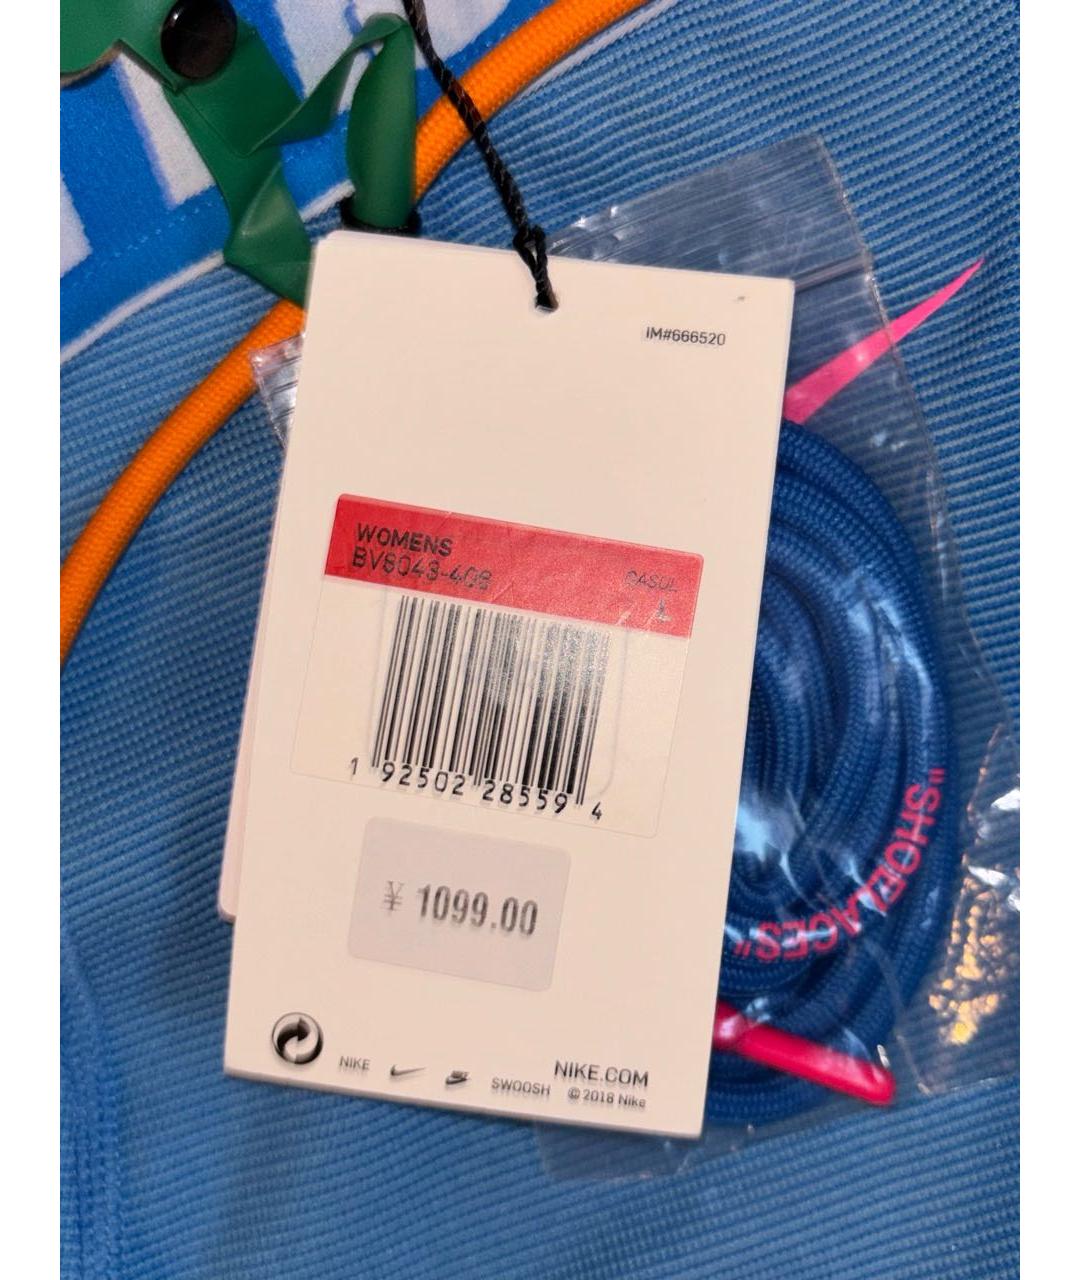 IM#666520
WOMENS
BV8043-408
CASUL
L
1 92502 28559 4
¥ 1099.00
NIKE
SWOOSH
NIKE.COM
© 2018 Nike
"SHOELACES"